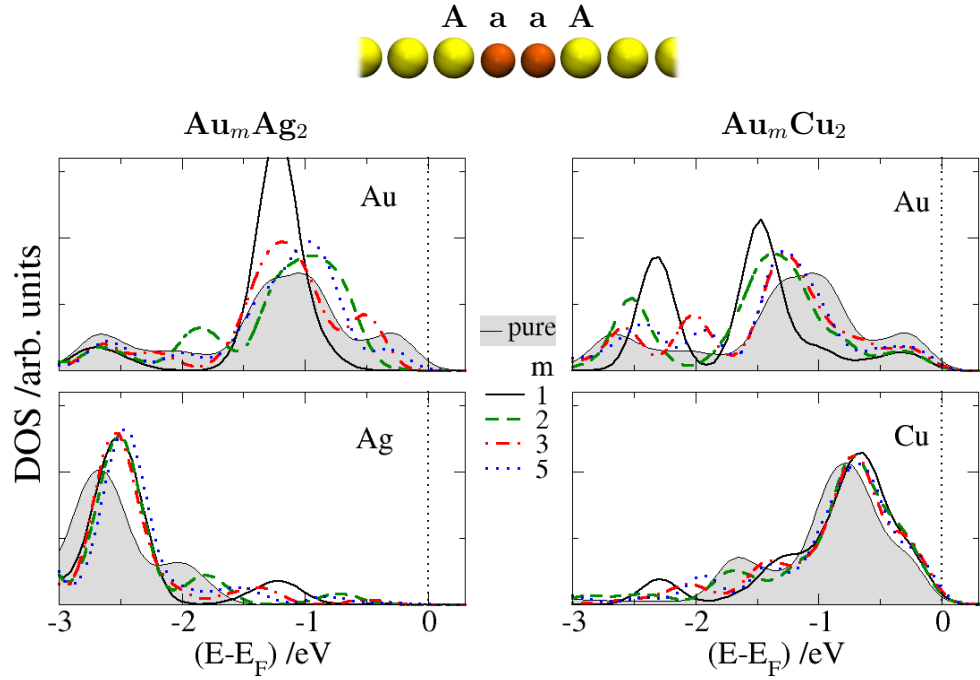 A a a A
Au_mAg_2
Au_mCu_2
Au
Au
pure
m
1
2
3
5
Ag
Cu
DOS /arb. units
-3 -2 -1 0
-3 -2 -1 0
(E-E_F) /eV
(E-E_F) /eV